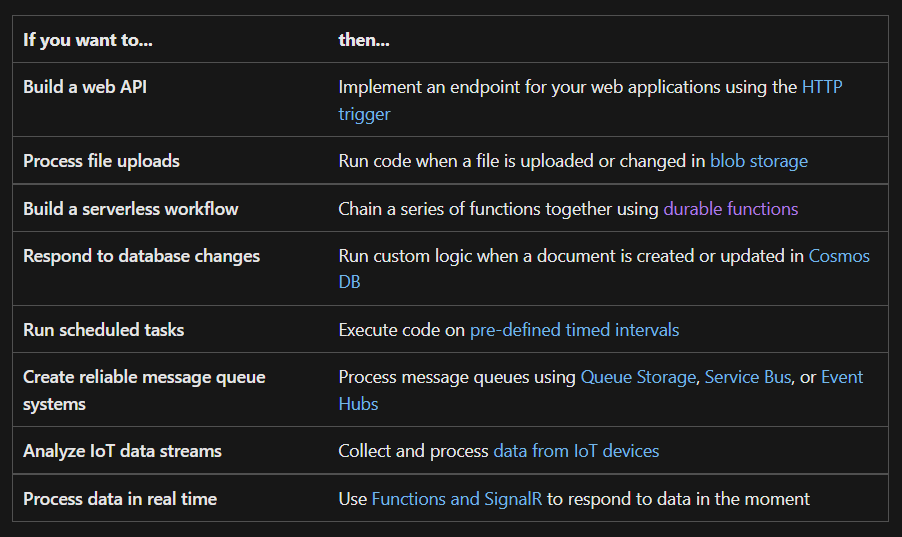 If you want to... then...
Build a web API Implement an endpoint for your web applications using the HTTP
trigger
Process file uploads Run code when a file is uploaded or changed in blob storage
Build a serverless workflow Chain a series of functions together using durable functions
Respond to database changes Run custom logic when a document is created or updated in Cosmos
DB
Run scheduled tasks Execute code on pre-defined timed intervals
Create reliable message queue
systems
Process message queues using Queue Storage, Service Bus, or Event
Hubs
Analyze IoT data streams Collect and process data from IoT devices
Process data in real time Use Functions and SignalR to respond to data in the moment